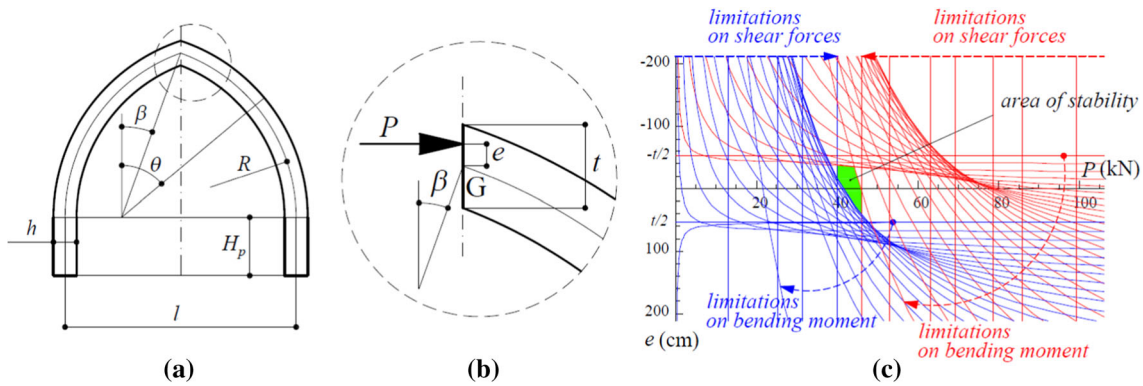 β
θ
R
h
H_p
l
(a)
P
e
β
G
t
(b)
limitations
on shear forces
limitations
on shear forces
-200
area of stability
-100
-t/2
P (kN)
20
40
60
80
100
t/2
100
limitations
on bending moment
limitations
on bending moment
200
e (cm)
(c)